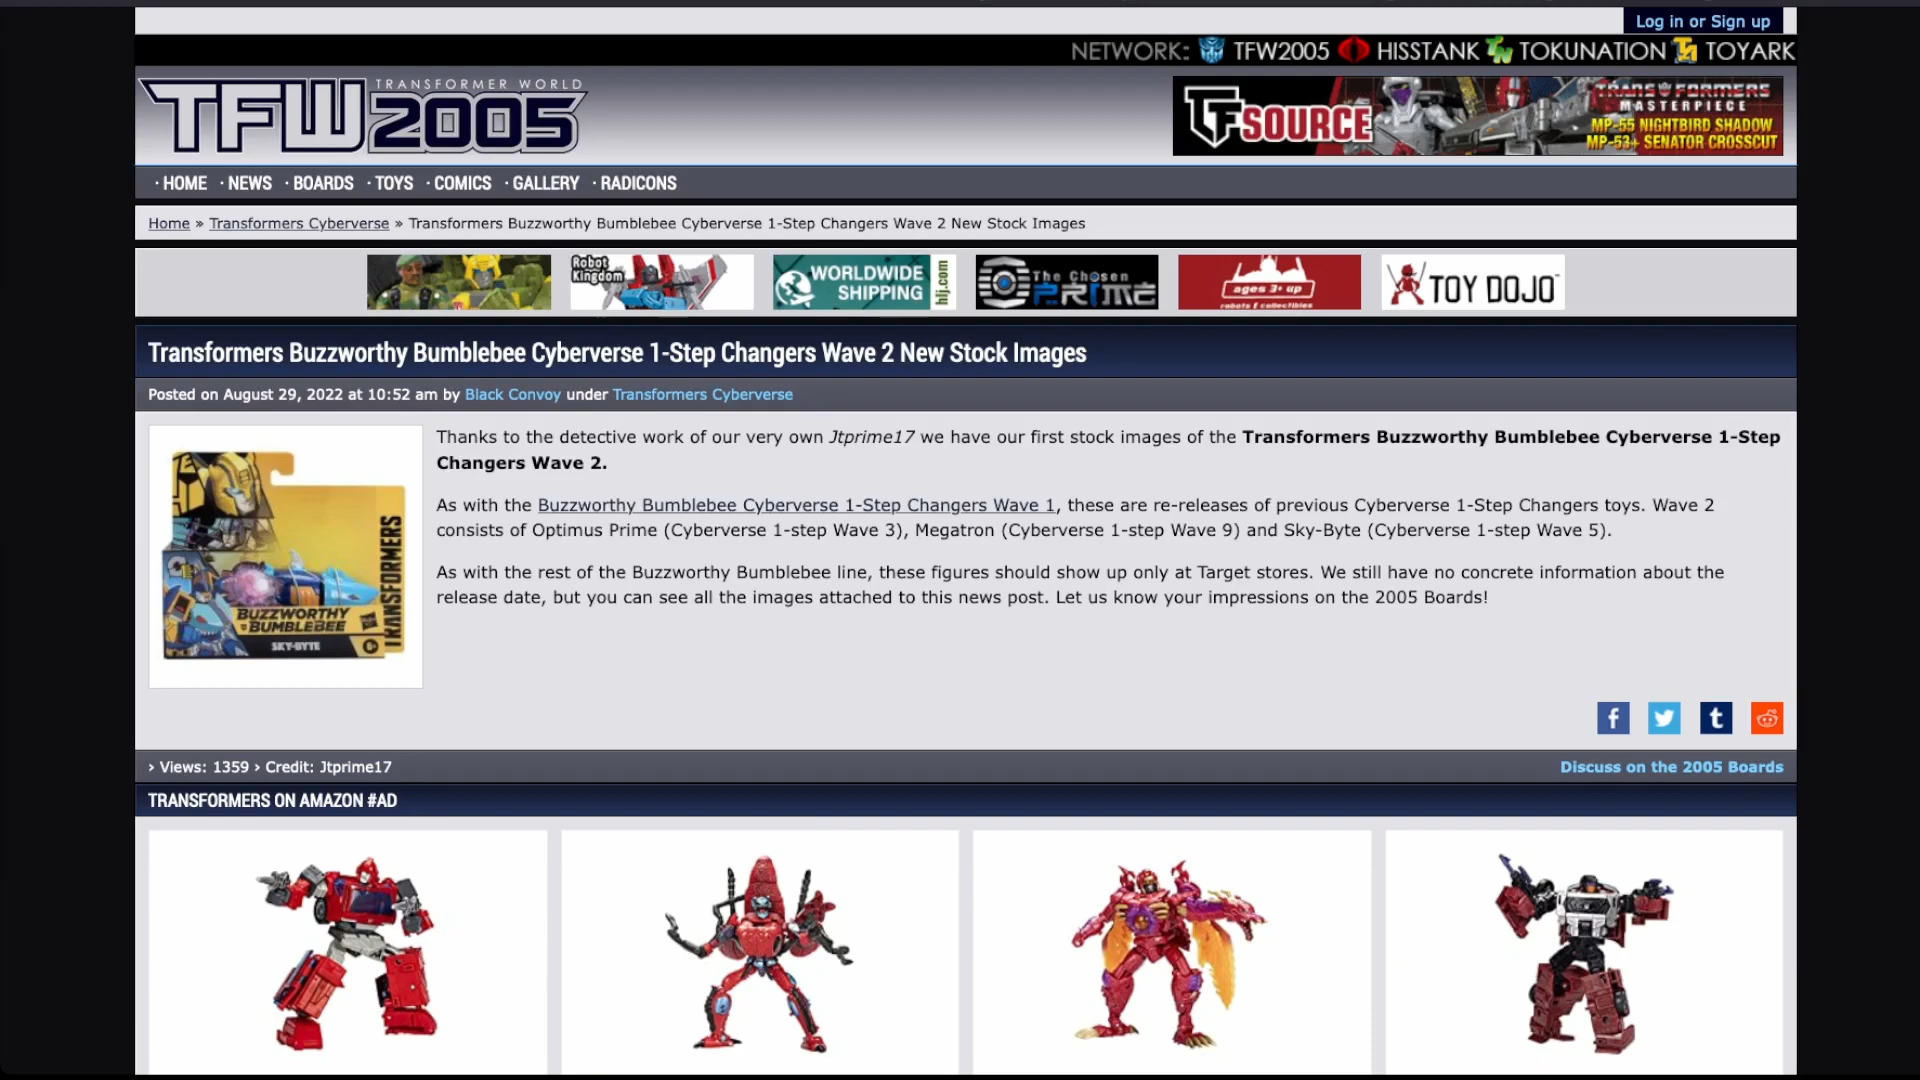 Log in or Sign up
NETWORK: TFW2005 HISSTANK TOKUNATION TOYARK
TRANSFORMER WORLD
TFW2005
TFSOURCE
TRANSFORMERS
MASTERPIECE
MP-55 NIGHTBIRD SHADOW
MP-53+ SENATOR CROSSCUT
· HOME · NEWS · BOARDS · TOYS · COMICS · GALLERY · RADICONS
Home » Transformers Cyberverse » Transformers Buzzworthy Bumblebee Cyberverse 1-Step Changers Wave 2 New Stock Images
Robot
Kingdom
WORLDWIDE
SHIPPING
hlj.com
The Chosen
PRIME
ages 3+ up
robots & collectibles
TOY DOJO
Transformers Buzzworthy Bumblebee Cyberverse 1-Step Changers Wave 2 New Stock Images
Posted on August 29, 2022 at 10:52 am by Black Convoy under Transformers Cyberverse
Thanks to the detective work of our very own Jtprime17 we have our first stock images of the Transformers Buzzworthy Bumblebee Cyberverse 1-Step
Changers Wave 2.
As with the Buzzworthy Bumblebee Cyberverse 1-Step Changers Wave 1, these are re-releases of previous Cyberverse 1-Step Changers toys. Wave 2
consists of Optimus Prime (Cyberverse 1-step Wave 3), Megatron (Cyberverse 1-step Wave 9) and Sky-Byte (Cyberverse 1-step Wave 5).
As with the rest of the Buzzworthy Bumblebee line, these figures should show up only at Target stores. We still have no concrete information about the
release date, but you can see all the images attached to this news post. Let us know your impressions on the 2005 Boards!
TRANSFORMERS
BUZZWORTHY
BUMBLEBEE
SKY-BYTE
6+
› Views: 1359 › Credit: Jtprime17
Discuss on the 2005 Boards
TRANSFORMERS ON AMAZON #AD